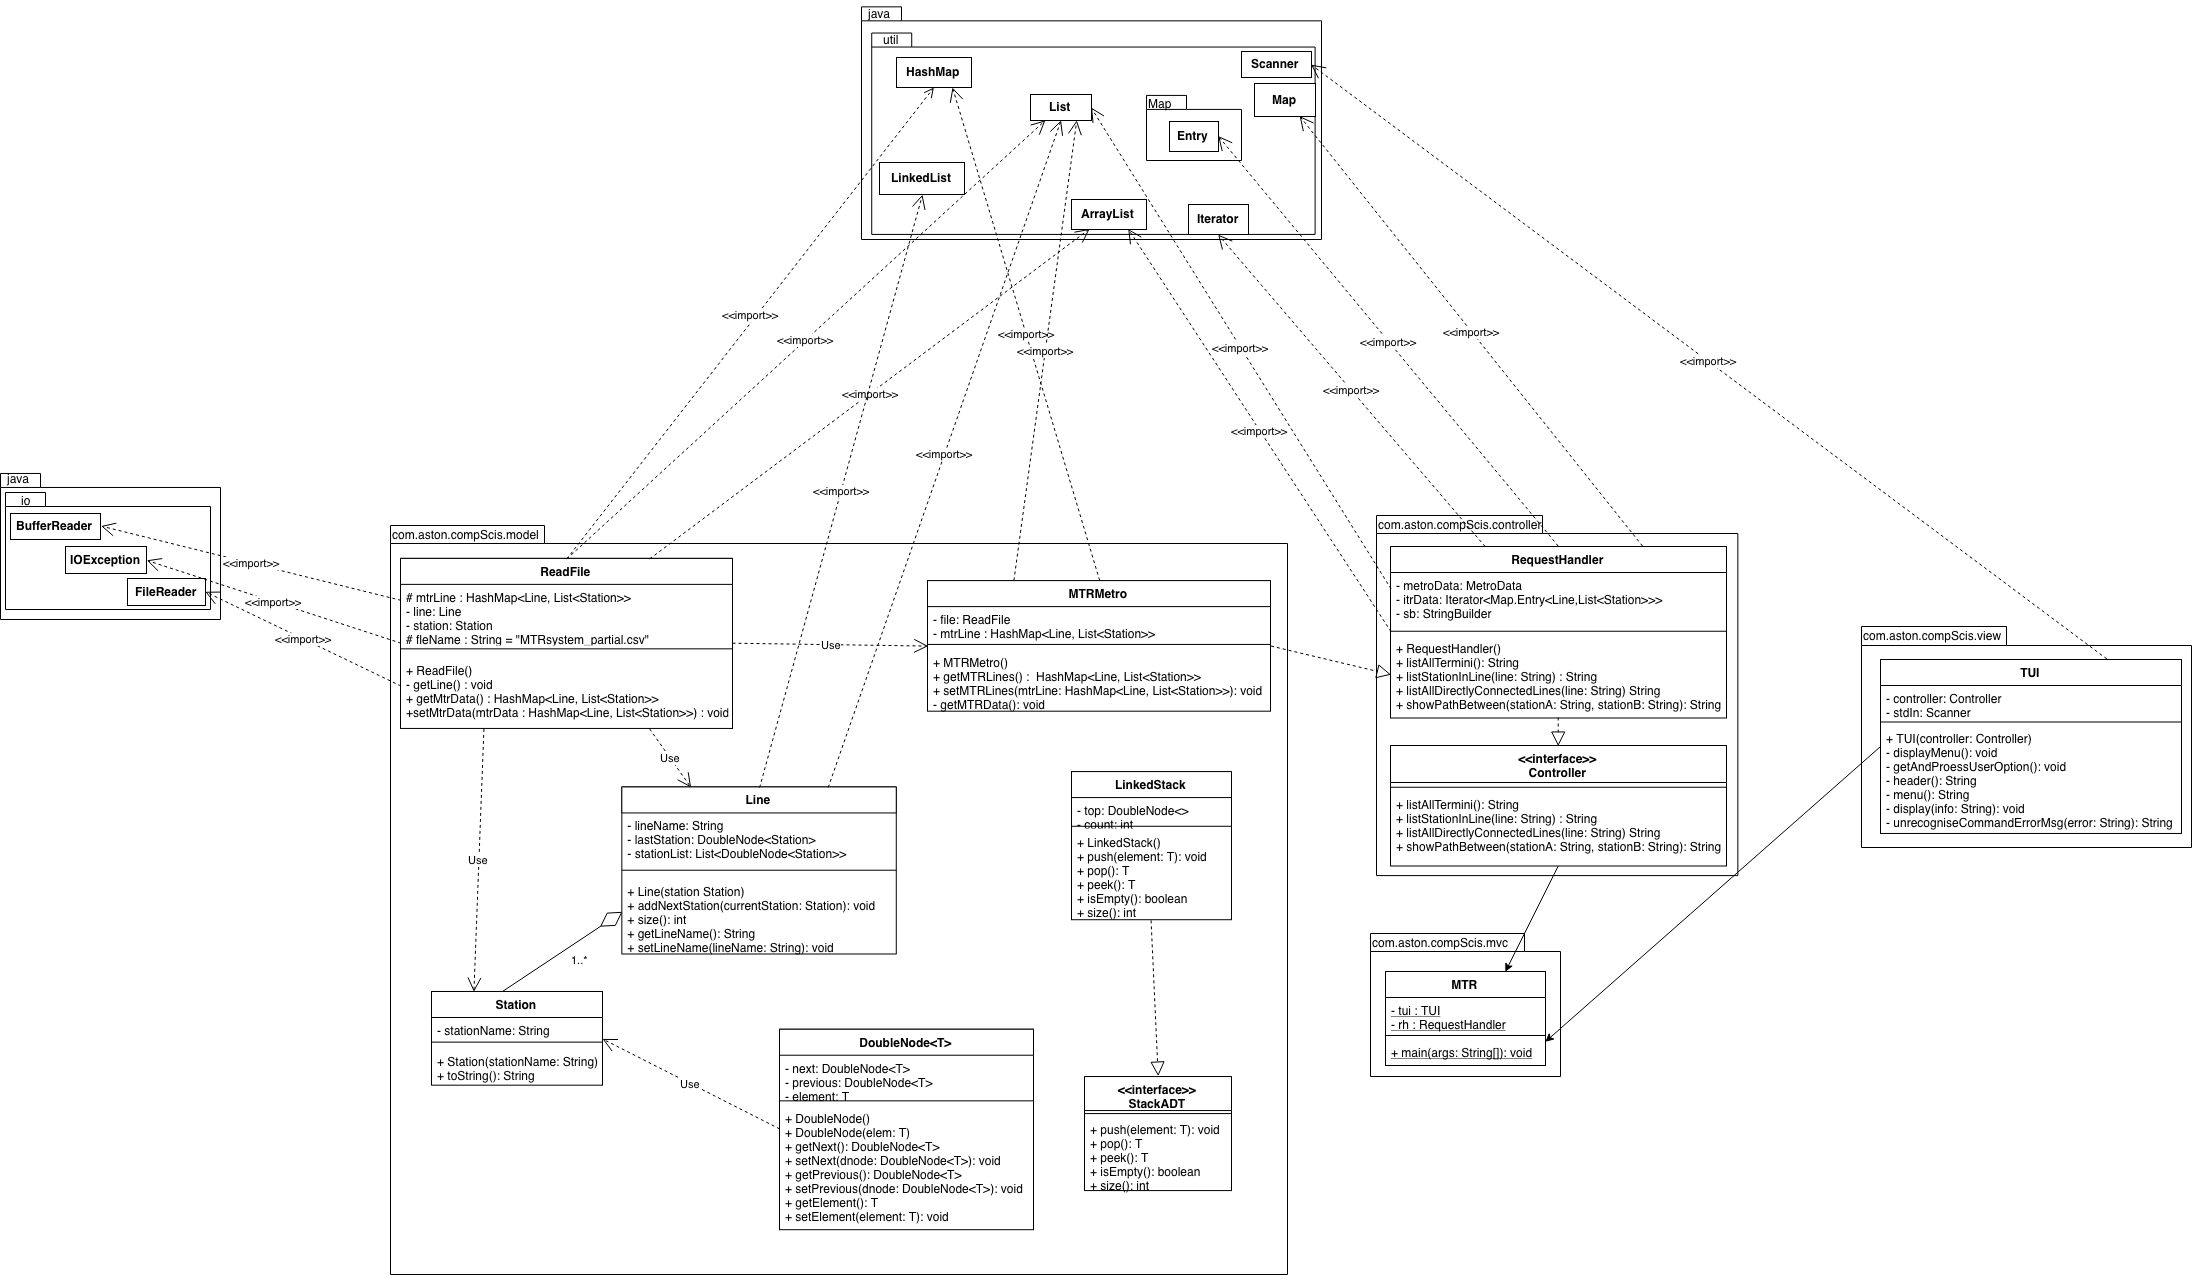 java
util
HashMap
Scanner
List
Map
Map
Entry
LinkedList
ArrayList
Iterator
<<import>>
<<import>>
<<import>>
<<import>>
<<import>>
<<import>>
<<import>>
<<import>>
<<import>>
<<import>>
<<import>>
<<import>>
<<import>>
java
io
BufferReader
IOException
FileReader
<<import>>
<<import>>
<<import>>
com.aston.compScis.model
ReadFile
# mtrLine : HashMap<Line, List<Station>>
- line: Line
- station: Station
# fleName : String = "MTRsystem_partial.csv"
+ ReadFile()
- getLine() : void
+ getMtrData() : HashMap<Line, List<Station>>
+setMtrData(mtrData : HashMap<Line, List<Station>>) : void
Use
MTRMetro
- file: ReadFile
- mtrLine : HashMap<Line, List<Station>>
+ MTRMetro()
+ getMTRLines() :  HashMap<Line, List<Station>>
+ setMTRLines(mtrLine: HashMap<Line, List<Station>>): void
- getMTRData(): void
Use
Use
Line
- lineName: String
- lastStation: DoubleNode<Station>
- stationList: List<DoubleNode<Station>>
+ Line(station Station)
+ addNextStation(currentStation: Station): void
+ size(): int
+ getLineName(): String
+ setLineName(lineName: String): void
1..*
LinkedStack
- top: DoubleNode<>
- count: int
+ LinkedStack()
+ push(element: T): void
+ pop(): T
+ peek(): T
+ isEmpty(): boolean
+ size(): int
Station
- stationName: String
+ Station(stationName: String)
+ toString(): String
Use
DoubleNode<T>
- next: DoubleNode<T>
- previous: DoubleNode<T>
- element: T
+ DoubleNode()
+ DoubleNode(elem: T)
+ getNext(): DoubleNode<T>
+ setNext(dnode: DoubleNode<T>): void
+ getPrevious(): DoubleNode<T>
+ setPrevious(dnode: DoubleNode<T>): void
+ getElement(): T
+ setElement(element: T): void
<<interface>>
StackADT
+ push(element: T): void
+ pop(): T
+ peek(): T
+ isEmpty(): boolean
+ size(): int
com.aston.compScis.controller
RequestHandler
- metroData: MetroData
- itrData: Iterator<Map.Entry<Line,List<Station>>>
- sb: StringBuilder
+ RequestHandler()
+ listAllTermini(): String
+ listStationInLine(line: String) : String
+ listAllDirectlyConnectedLines(line: String) String
+ showPathBetween(stationA: String, stationB: String): String
<<interface>>
Controller
+ listAllTermini(): String
+ listStationInLine(line: String) : String
+ listAllDirectlyConnectedLines(line: String) String
+ showPathBetween(stationA: String, stationB: String): String
com.aston.compScis.mvc
MTR
- tui : TUI
- rh : RequestHandler
+ main(args: String[]): void
com.aston.compScis.view
TUI
- controller: Controller
- stdIn: Scanner
+ TUI(controller: Controller)
- displayMenu(): void
- getAndProessUserOption(): void
- header(): String
- menu(): String
- display(info: String): void
- unrecogniseCommandErrorMsg(error: String): String